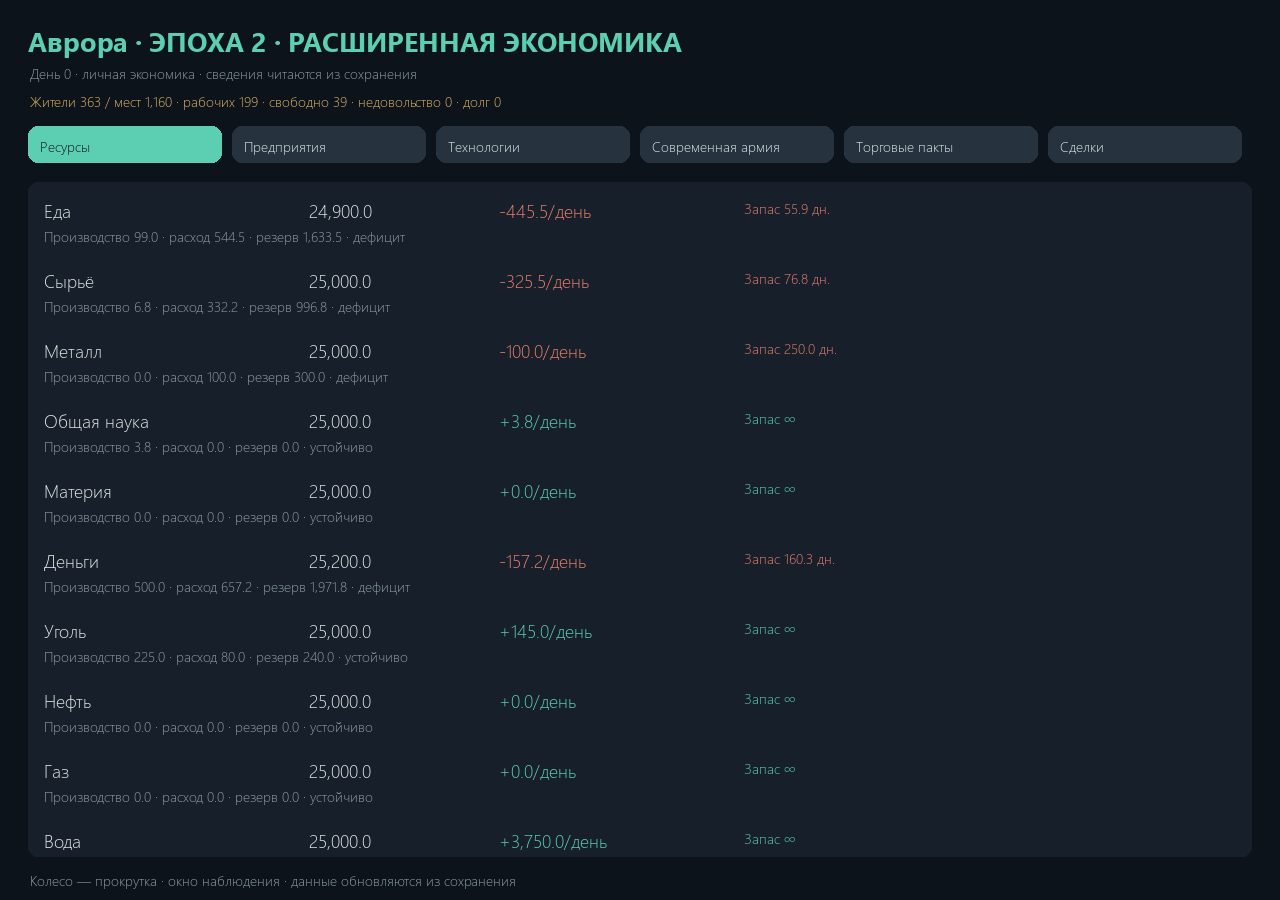 Аврора · ЭПОХА 2 · РАСШИРЕННАЯ ЭКОНОМИКА
День 0 · личная экономика · сведения читаются из сохранения
Жители 363 / мест 1,160 · рабочих 199 · свободно 39 · недовольство 0 · долг 0
Ресурсы Предприятия Технологии Современная армия Торговые пакты Сделки
Еда 24,900.0 -445.5/день Запас 55.9 дн.
Производство 99.0 · расход 544.5 · резерв 1,633.5 · дефицит
Сырьё 25,000.0 -325.5/день Запас 76.8 дн.
Производство 6.8 · расход 332.2 · резерв 996.8 · дефицит
Металл 25,000.0 -100.0/день Запас 250.0 дн.
Производство 0.0 · расход 100.0 · резерв 300.0 · дефицит
Общая наука 25,000.0 +3.8/день Запас ∞
Производство 3.8 · расход 0.0 · резерв 0.0 · устойчиво
Материя 25,000.0 +0.0/день Запас ∞
Производство 0.0 · расход 0.0 · резерв 0.0 · устойчиво
Деньги 25,200.0 -157.2/день Запас 160.3 дн.
Производство 500.0 · расход 657.2 · резерв 1,971.8 · дефицит
Уголь 25,000.0 +145.0/день Запас ∞
Производство 225.0 · расход 80.0 · резерв 240.0 · устойчиво
Нефть 25,000.0 +0.0/день Запас ∞
Производство 0.0 · расход 0.0 · резерв 0.0 · устойчиво
Газ 25,000.0 +0.0/день Запас ∞
Производство 0.0 · расход 0.0 · резерв 0.0 · устойчиво
Вода 25,000.0 +3,750.0/день Запас ∞
Колесо — прокрутка · окно наблюдения · данные обновляются из сохранения